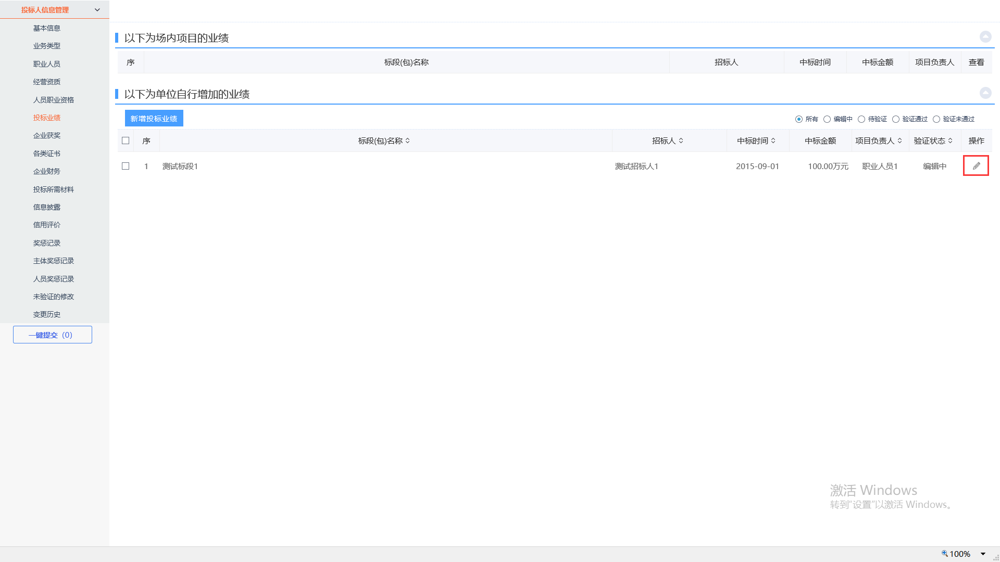 投标人信息管理
基本信息
业务类型
职业人员
经营资质
人员职业资格
投标业绩
企业获奖
各类证书
企业财务
投标所需材料
信息披露
信用评价
奖惩记录
主体奖惩记录
人员奖惩记录
未验证的修改
变更历史
一键提交（0）
以下为场内项目的业绩
序 标段(包)名称 招标人 中标时间 中标金额 项目负责人 查看
以下为单位自行增加的业绩
新增投标业绩 所有 编辑中 待验证 验证通过 验证未通过
序 标段(包)名称 招标人 中标时间 中标金额 项目负责人 验证状态 操作
1 测试标段1 测试招标人1 2015-09-01 100.00万元 职业人员1 编辑中
激活 Windows
转到“设置”以激活 Windows。
100%